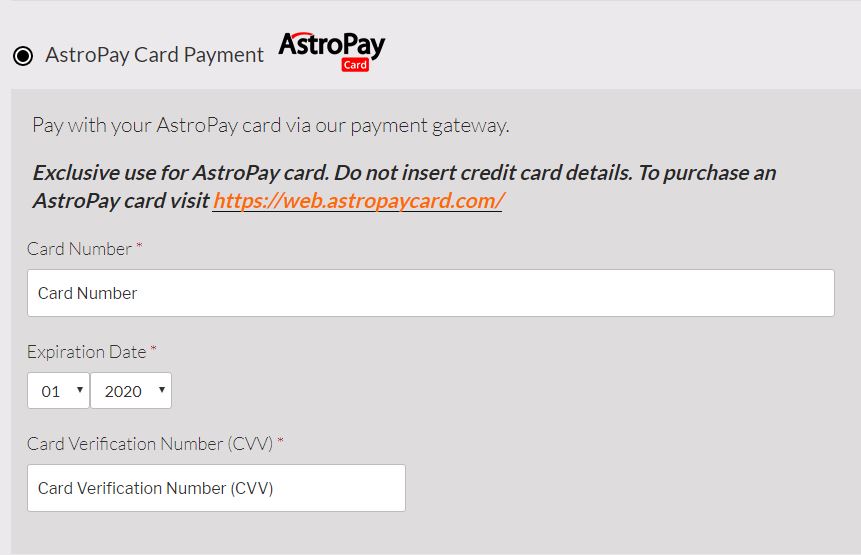 AstroPay Card Payment AstroPay
Card
Pay with your AstroPay card via our payment gateway.
Exclusive use for AstroPay card. Do not insert credit card details. To purchase an
AstroPay card visit https://web.astropaycard.com/
Card Number *
Card Number
Expiration Date *
01 2020
Card Verification Number (CVV) *
Card Verification Number (CVV)